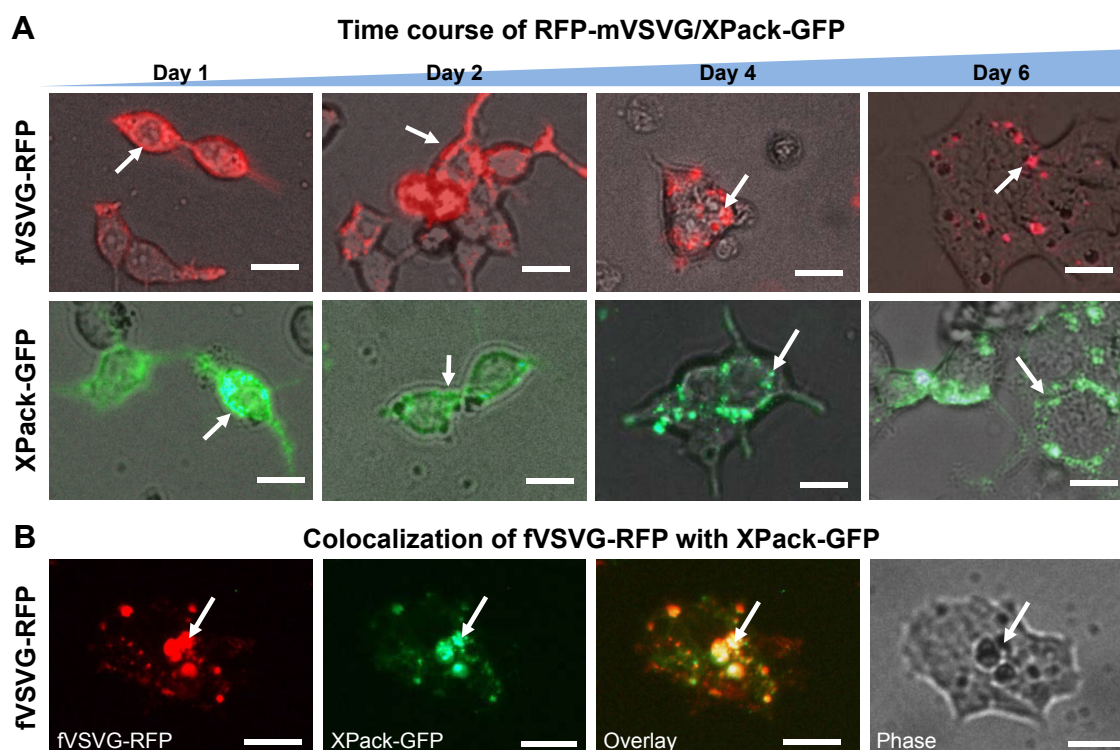 A
Time course of RFP-mVSVG/XPack-GFP
Day 1
Day 2
Day 4
Day 6
fVSVG-RFP
XPack-GFP
B
Colocalization of fVSVG-RFP with XPack-GFP
fVSVG-RFP
fVSVG-RFP
XPack-GFP
Overlay
Phase